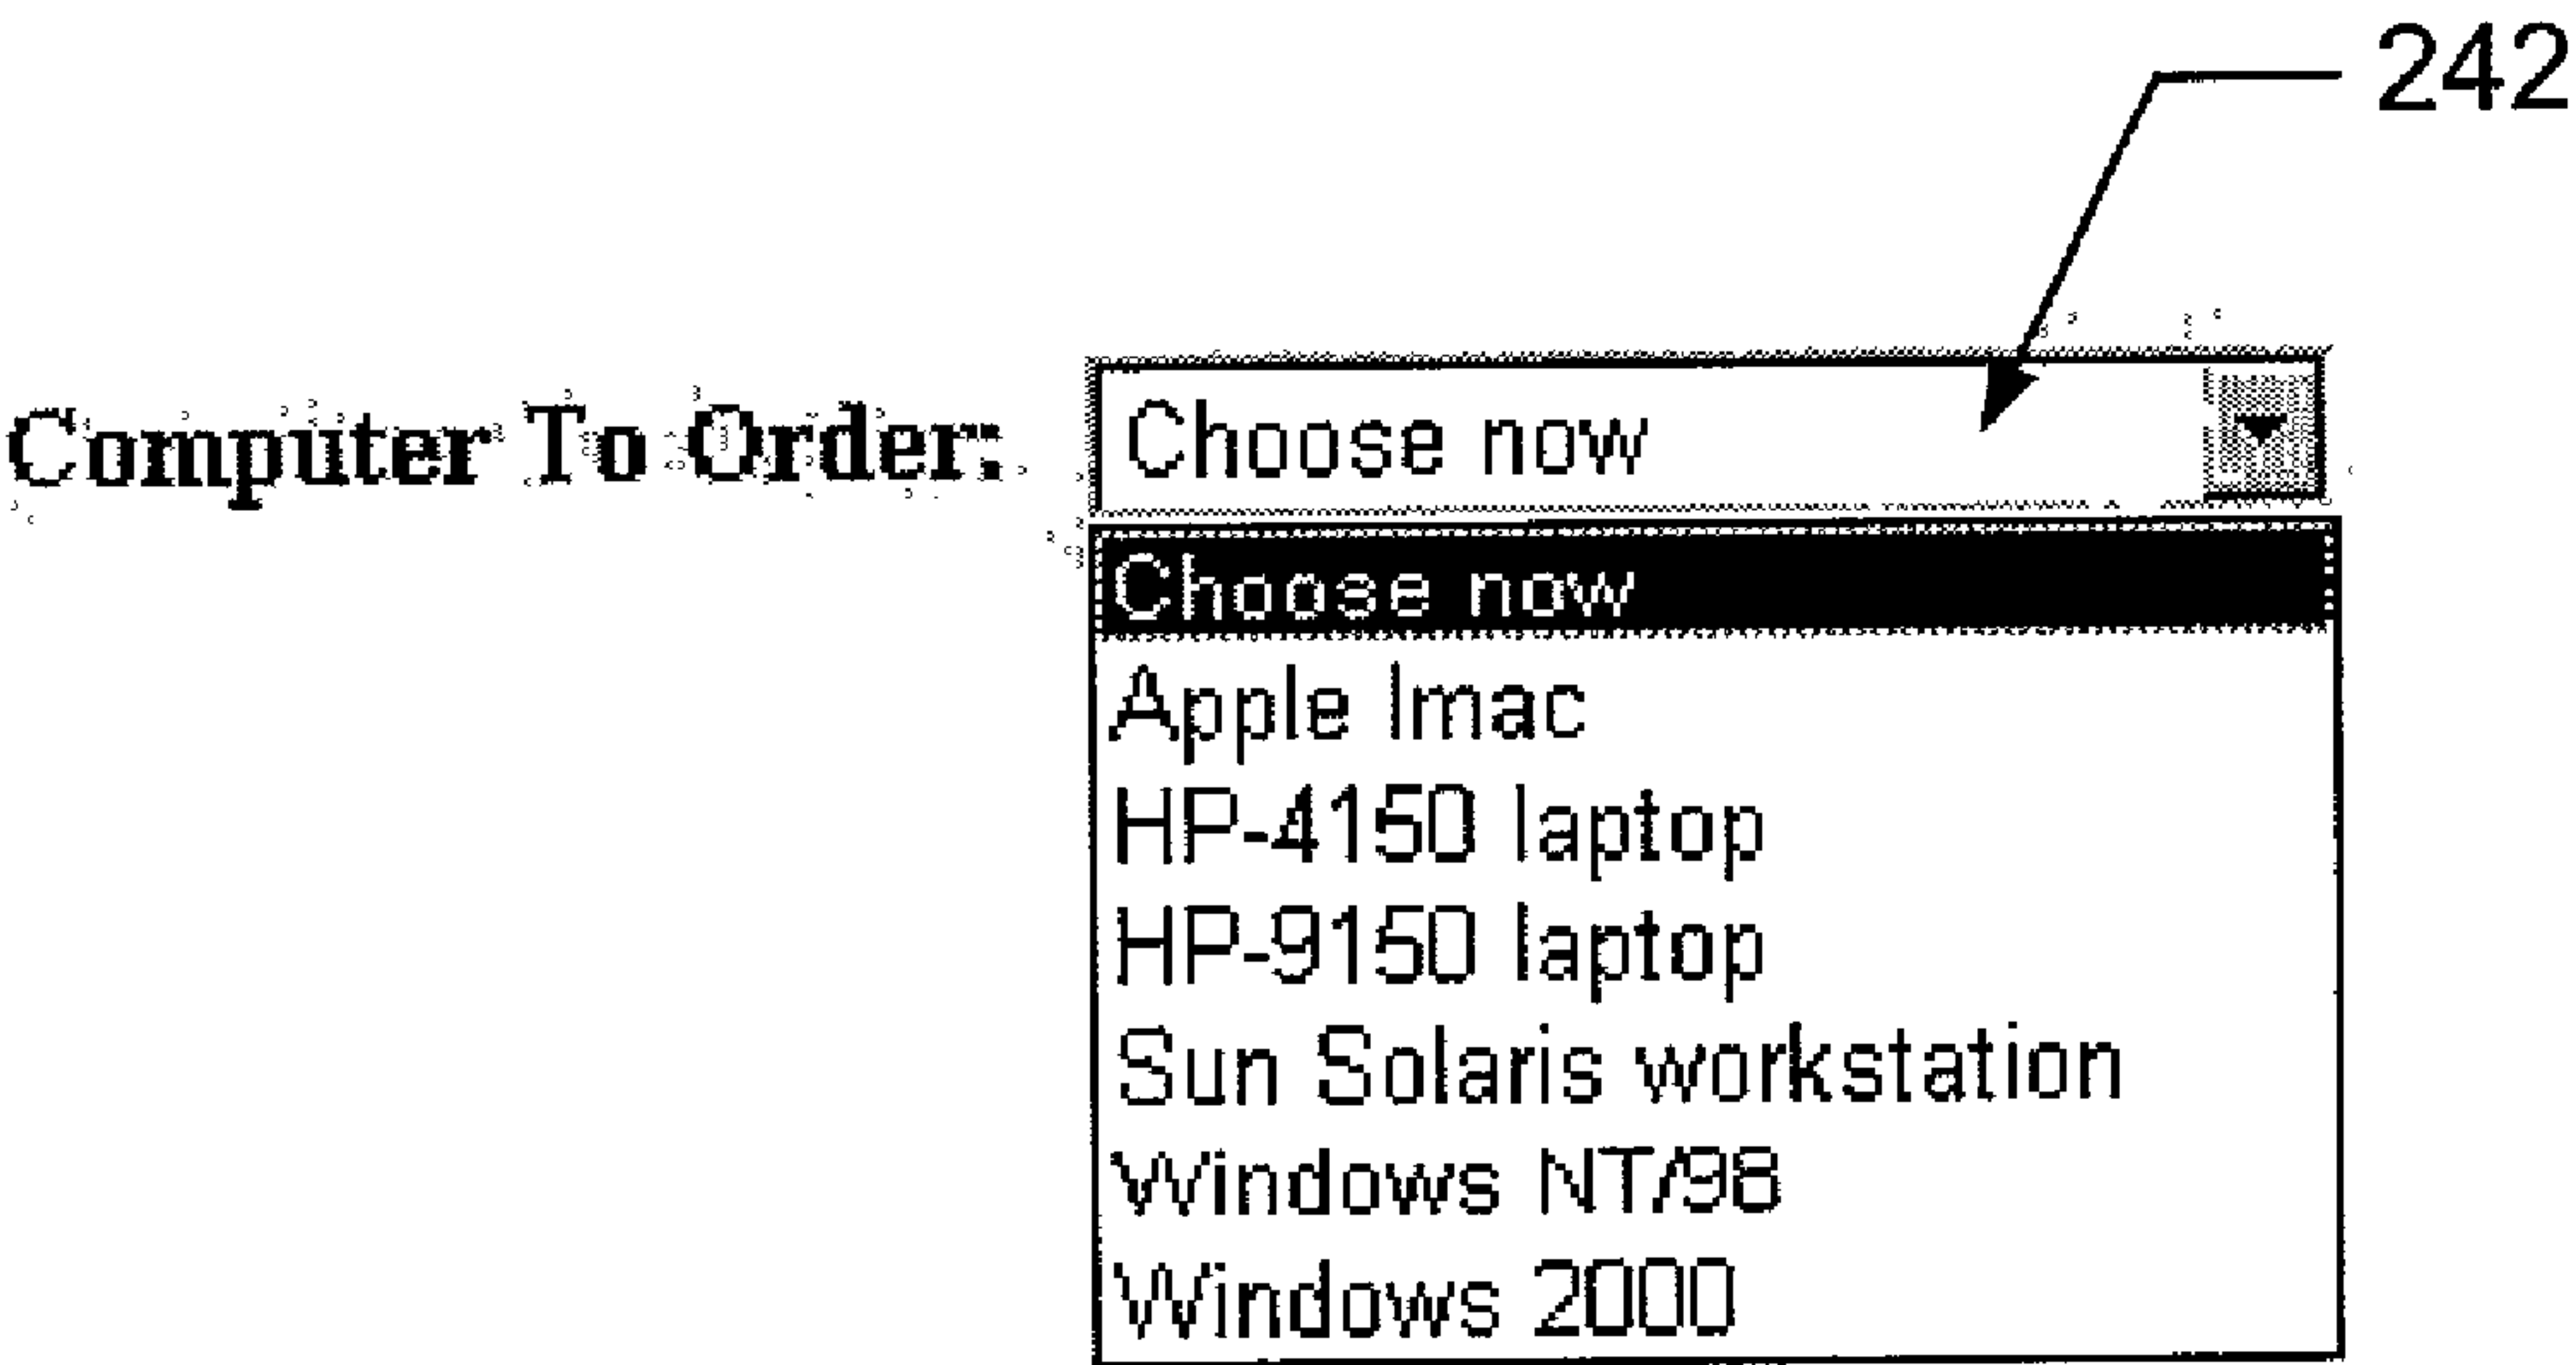 242
Computer To Order: Choose now
Choose now
Apple Imac
HP-4150 laptop
HP-9150 laptop
Sun Solaris workstation
Windows NT/98
Windows 2000